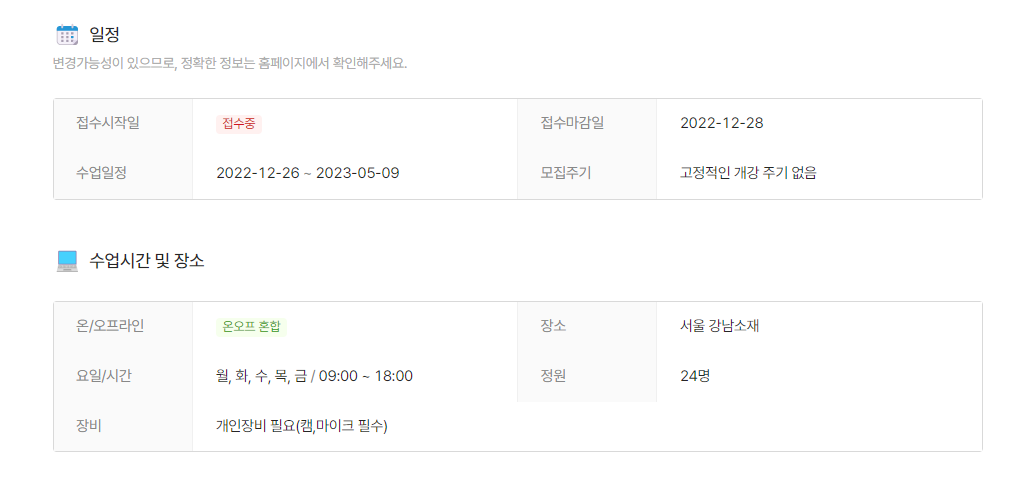 일정
변경가능성이 있으므로, 정확한 정보는 홈페이지에서 확인해주세요.
접수시작일 접수중 접수마감일 2022-12-28
수업일정 2022-12-26 ~ 2023-05-09 모집주기 고정적인 개강 주기 없음
수업시간 및 장소
온/오프라인 온오프 혼합 장소 서울 강남소재
요일/시간 월, 화, 수, 목, 금 / 09:00 ~ 18:00 정원 24명
장비 개인장비 필요(캠,마이크 필수)